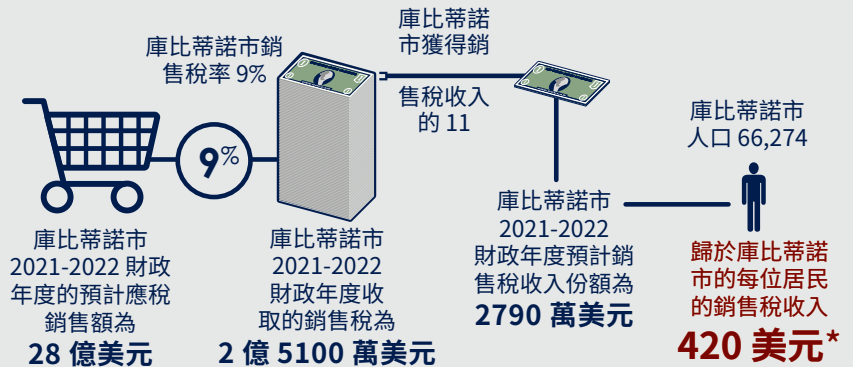 庫比蒂諾市銷
售稅率 9%
庫比蒂諾
市獲得銷
售稅收入
的 11
庫比蒂諾市
人口 66,274
9%
庫比蒂諾市
2021-2022 財政
年度的預計應稅
銷售額為
28 億美元
庫比蒂諾市
2021-2022
財政年度收
取的銷售稅為
2 億 5100 萬美元
庫比蒂諾市
2021-2022
財政年度預計銷
售稅收入份額為
2790 萬美元
歸於庫比蒂諾
市的每位居民
的銷售稅收入
420 美元*